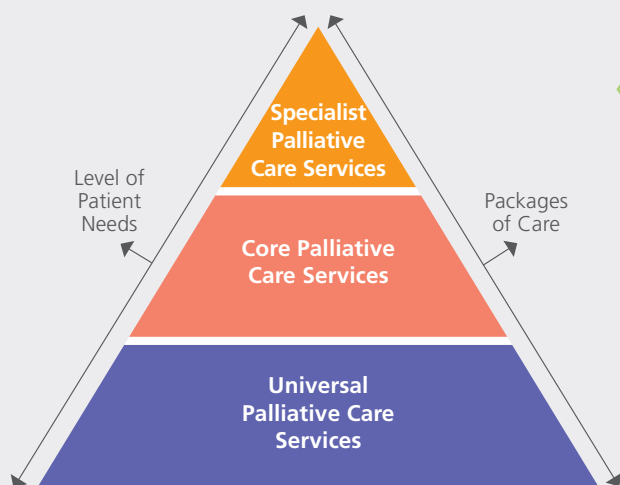 Specialist
Palliative
Care Services
Level of
Patient
Needs
Packages
of Care
Core Palliative
Care Services
Universal
Palliative Care
Services